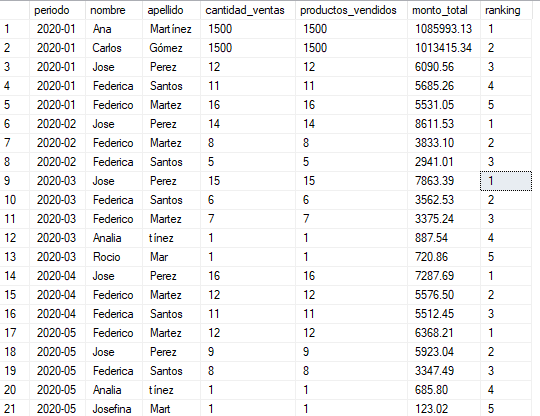 periodo nombre apellido cantidad_ventas productos_vendidos monto_total ranking
1 2020-01 Ana Martínez 1500 1500 1085993.13 1
2 2020-01 Carlos Gómez 1500 1500 1013415.34 2
3 2020-01 Jose Perez 12 12 6090.56 3
4 2020-01 Federica Santos 11 11 5685.26 4
5 2020-01 Federico Martez 16 16 5531.05 5
6 2020-02 Jose Perez 14 14 8611.53 1
7 2020-02 Federico Martez 8 8 3833.10 2
8 2020-02 Federica Santos 5 5 2941.01 3
9 2020-03 Jose Perez 15 15 7863.39 1
10 2020-03 Federica Santos 6 6 3562.53 2
11 2020-03 Federico Martez 7 7 3375.24 3
12 2020-03 Analia tínez 1 1 887.54 4
13 2020-03 Rocio Mar 1 1 720.86 5
14 2020-04 Jose Perez 16 16 7287.69 1
15 2020-04 Federico Martez 12 12 5576.50 2
16 2020-04 Federica Santos 11 11 5512.45 3
17 2020-05 Federico Martez 12 12 6368.21 1
18 2020-05 Jose Perez 9 9 5923.04 2
19 2020-05 Federica Santos 8 8 3347.49 3
20 2020-05 Analia tínez 1 1 685.80 4
21 2020-05 Josefina Mart 1 1 123.02 5